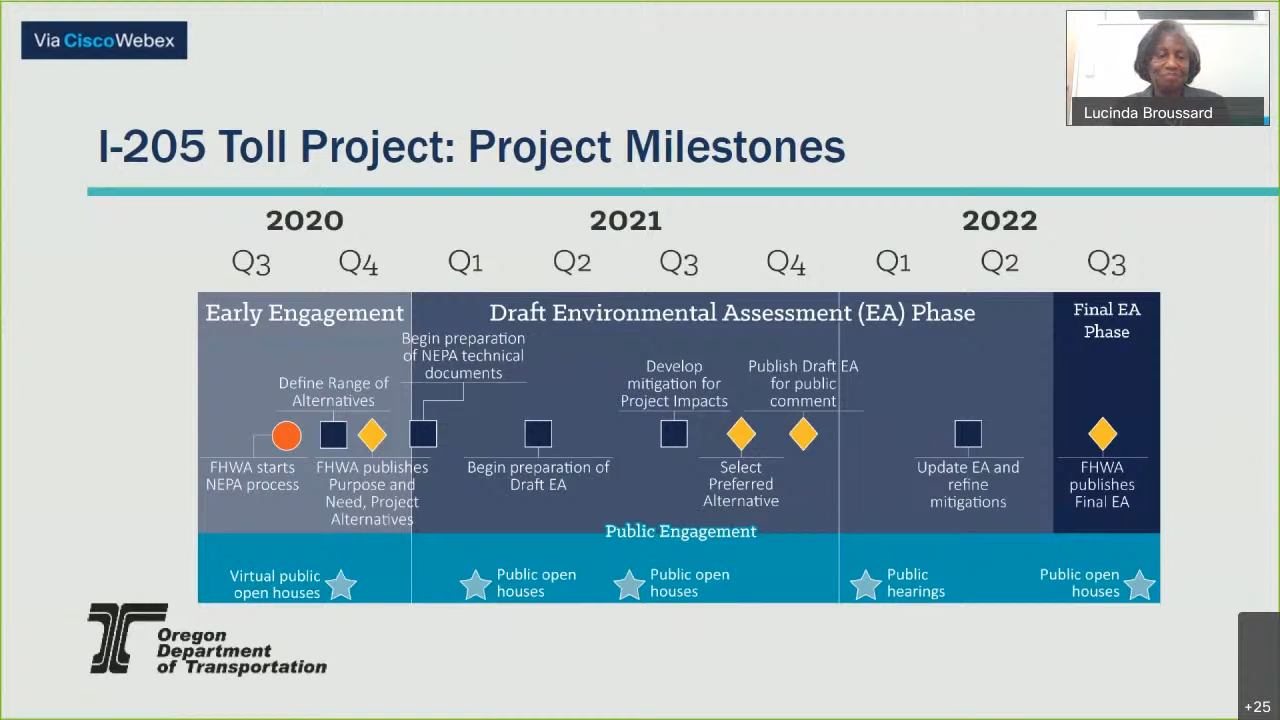 Via CiscoWebex
Lucinda Broussard
I-205 Toll Project: Project Milestones
2020
2021
2022
Q3
Q4
Q1
Q2
Q3
Q4
Q1
Q2
Q3
Early Engagement
Draft Environmental Assessment (EA) Phase
Final EA
Phase
Begin preparation
of NEPA technical
documents
Define Range of
Alternatives
Develop
mitigation for
Project Impacts
Publish Draft EA
for public
comment
FHWA starts
NEPA process
FHWA publishes
Purpose and
Need, Project
Alternatives
Begin preparation of
Draft EA
Select
Preferred
Alternative
Update EA and
refine
mitigations
FHWA
publishes
Final EA
Public Engagement
Virtual public
open houses
Public open
houses
Public open
houses
Public
hearings
Public open
houses
Oregon
Department
of Transportation
+25